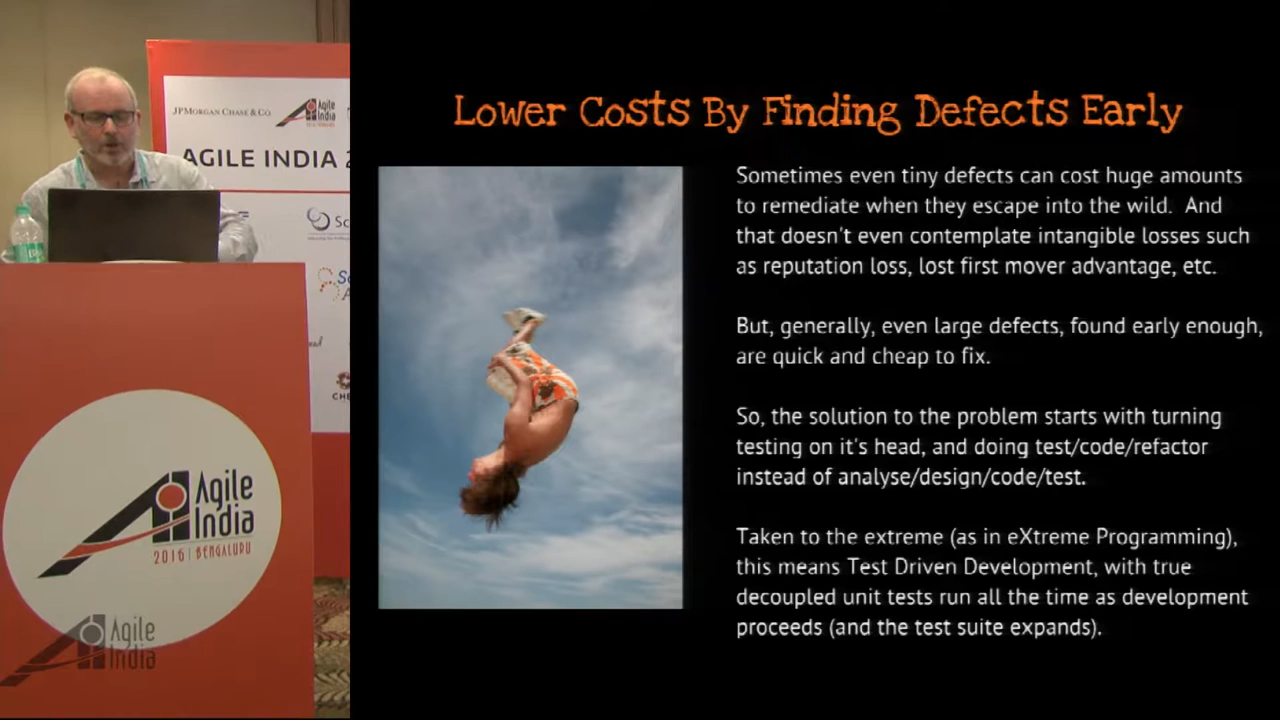 JPMORGAN CHASE & CO
Agile
India
AGILE INDIA 2
Agile
India
2016 | BENGALURU
Agile
India
Lower Costs By Finding Defects Early
Sometimes even tiny defects can cost huge amounts
to remediate when they escape into the wild. And
that doesn't even contemplate intangible losses such
as reputation loss, lost first mover advantage, etc.
But, generally, even large defects, found early enough,
are quick and cheap to fix.
So, the solution to the problem starts with turning
testing on it's head, and doing test/code/refactor
instead of analyse/design/code/test.
Taken to the extreme (as in eXtreme Programming),
this means Test Driven Development, with true
decoupled unit tests run all the time as development
proceeds (and the test suite expands).